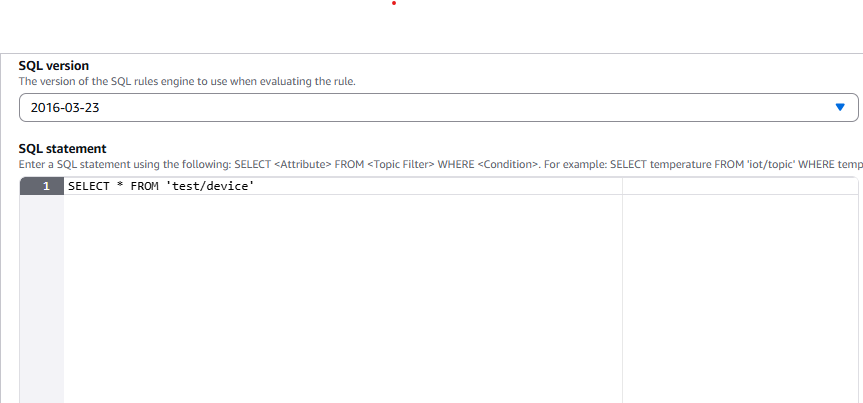 SQL version
The version of the SQL rules engine to use when evaluating the rule.
2016-03-23
SQL statement
Enter a SQL statement using the following: SELECT <Attribute> FROM <Topic Filter> WHERE <Condition>. For example: SELECT temperature FROM 'iot/topic' WHERE temp
1 SELECT * FROM 'test/device'